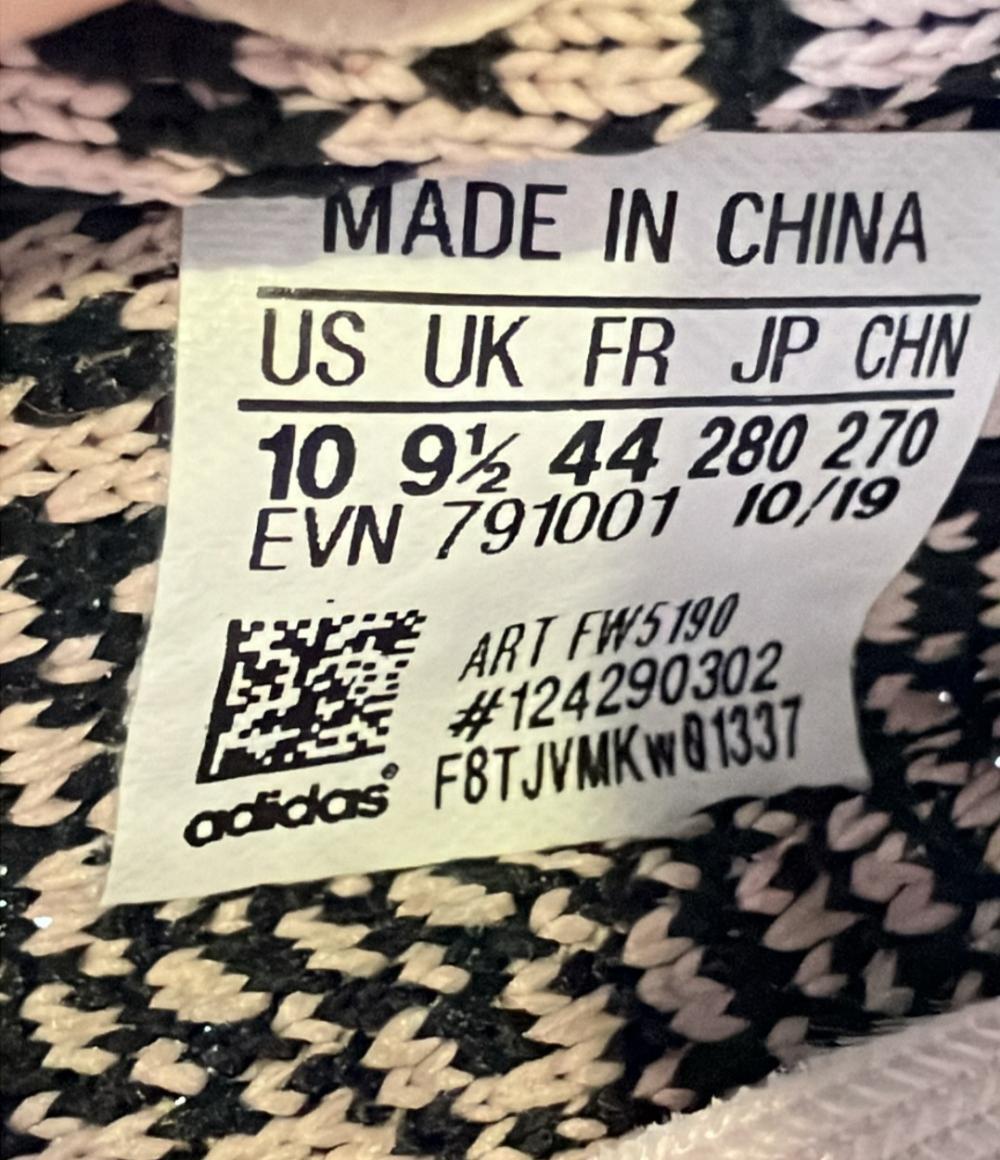 MADE IN CHINA
US UK FR JP CHN
10 9½ 44 280 270
EVN 791001 10/19
ART FW5190
#124290302
F8TJVMKW01337
adidas®